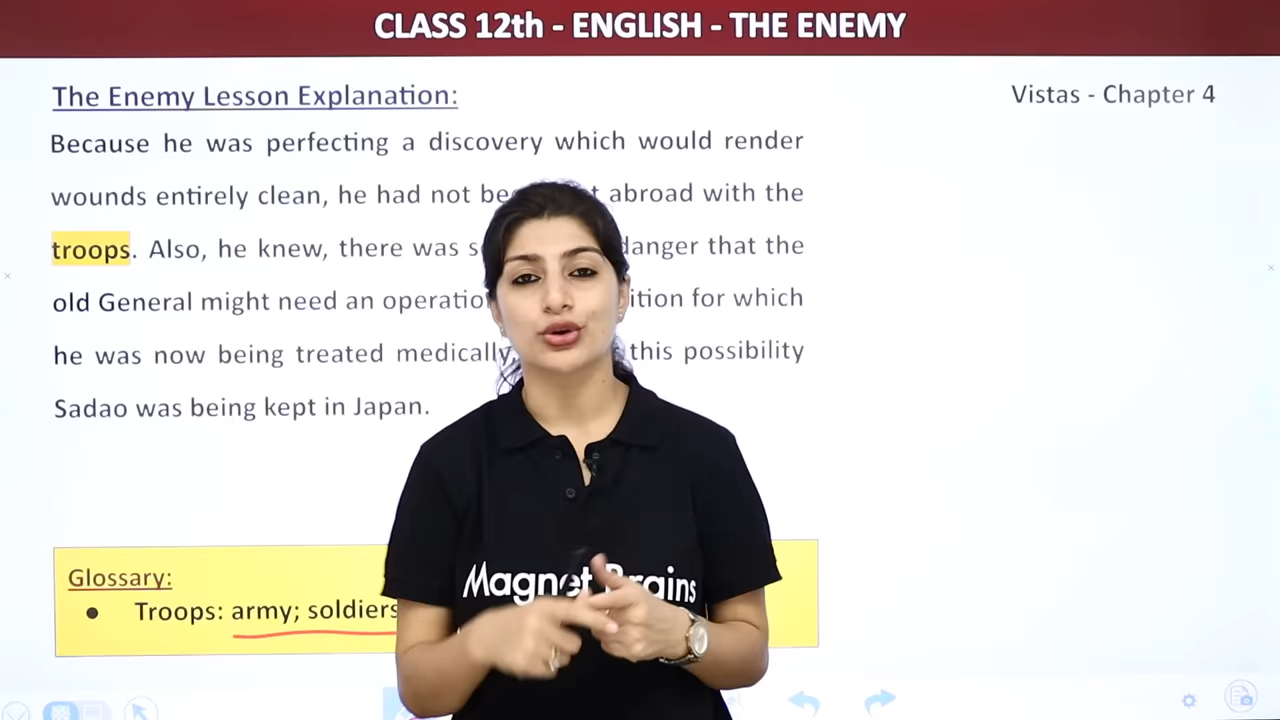 CLASS 12th - ENGLISH - THE ENEMY
The Enemy Lesson Explanation:
Vistas - Chapter 4
Because he was perfecting a discovery which would render
wounds entirely clean, he had not abroad with the
troops. Also, he knew, there was danger that the
old General might need an for which
he was now being treated medically, this possibility
Sadao was being kept in Japan.
Glossary:
● Troops: army; soldiers
Magnet Brains